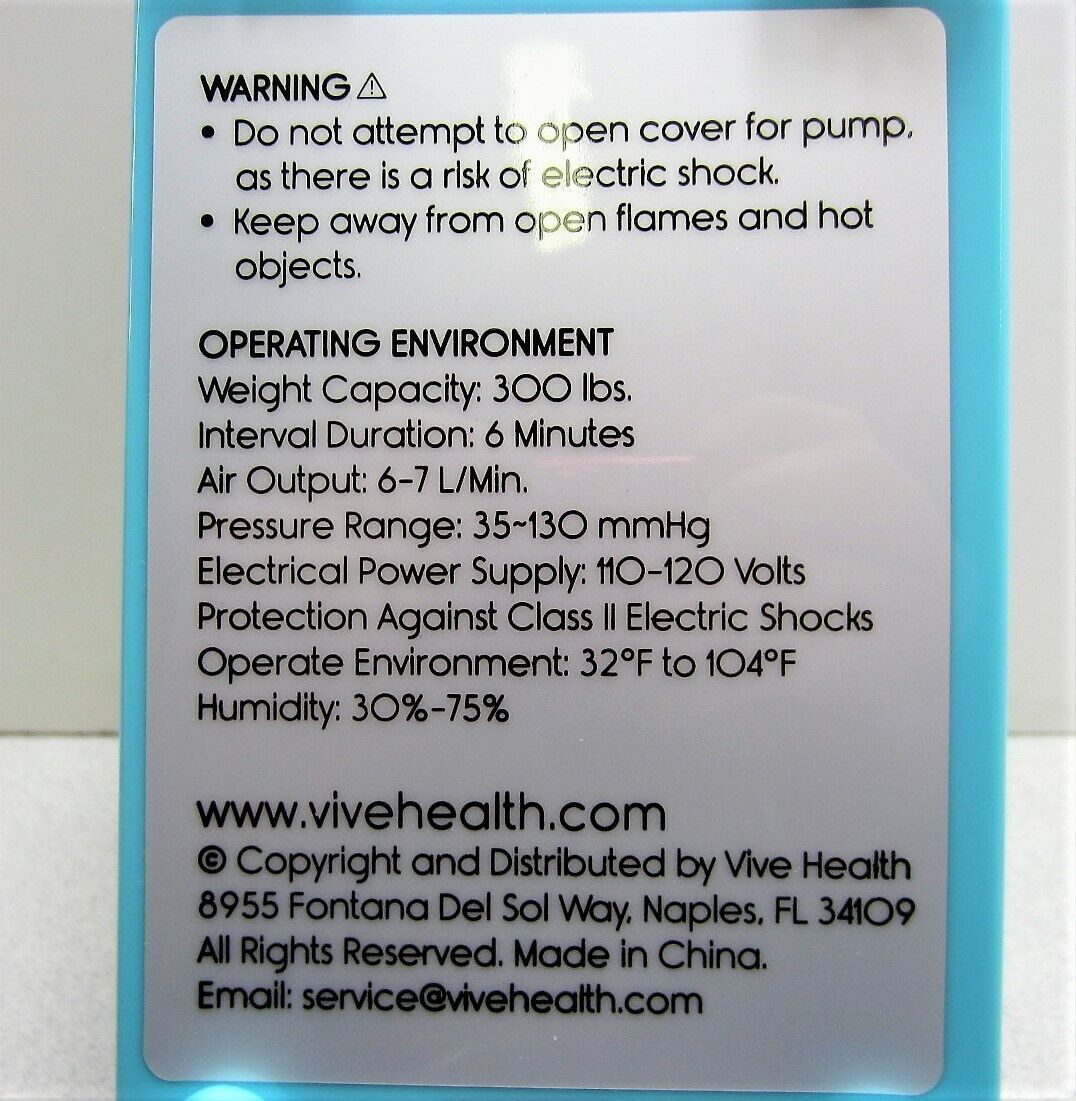 WARNING ⚠
• Do not attempt to open cover for pump,
as there is a risk of electric shock.
• Keep away from open flames and hot
objects.
OPERATING ENVIRONMENT
Weight Capacity: 300 lbs.
Interval Duration: 6 Minutes
Air Output: 6-7 L/Min.
Pressure Range: 35~130 mmHg
Electrical Power Supply: 110-120 Volts
Protection Against Class II Electric Shocks
Operate Environment: 32°F to 104°F
Humidity: 30%-75%
www.vivehealth.com
© Copyright and Distributed by Vive Health
8955 Fontana Del Sol Way, Naples, FL 34109
All Rights Reserved. Made in China.
Email: service@vivehealth.com